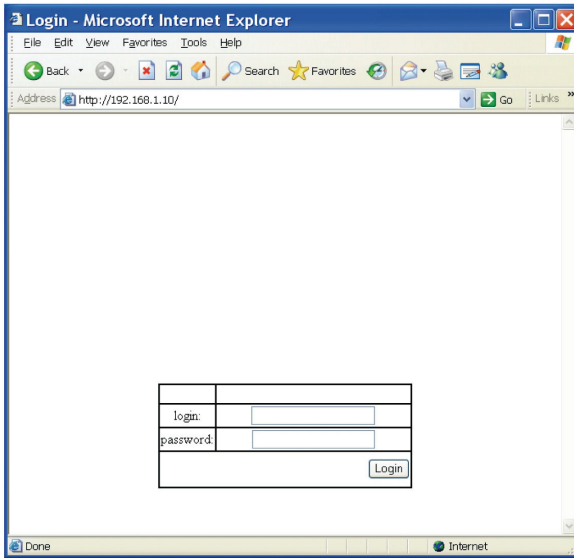 Login - Microsoft Internet Explorer
File Edit View Favorites Tools Help
Back Search Favorites
Address http://192.168.1.10/ Go Links »
login:
password:
Login
Done Internet